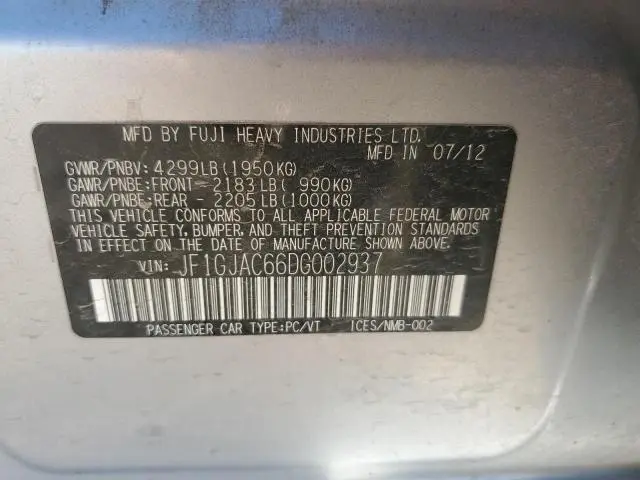 MFD BY FUJI HEAVY INDUSTRIES LTD.
MFD IN 07/12
GVWR/PNBV: 4299LB(1950KG)
GAWR/PNBE:FRONT - 2183 LB( 990KG)
GAWR/PNBE:REAR - 2205 LB(1000KG)
THIS VEHICLE CONFORMS TO ALL APPLICABLE FEDERAL MOTOR
VEHICLE SAFETY, BUMPER, AND THEFT PREVENTION STANDARDS
IN EFFECT ON THE DATE OF MANUFACTURE SHOWN ABOVE.
VIN: JF1GJAC66DG002937
PASSENGER CAR TYPE:PC/VT ICES/NMB-002